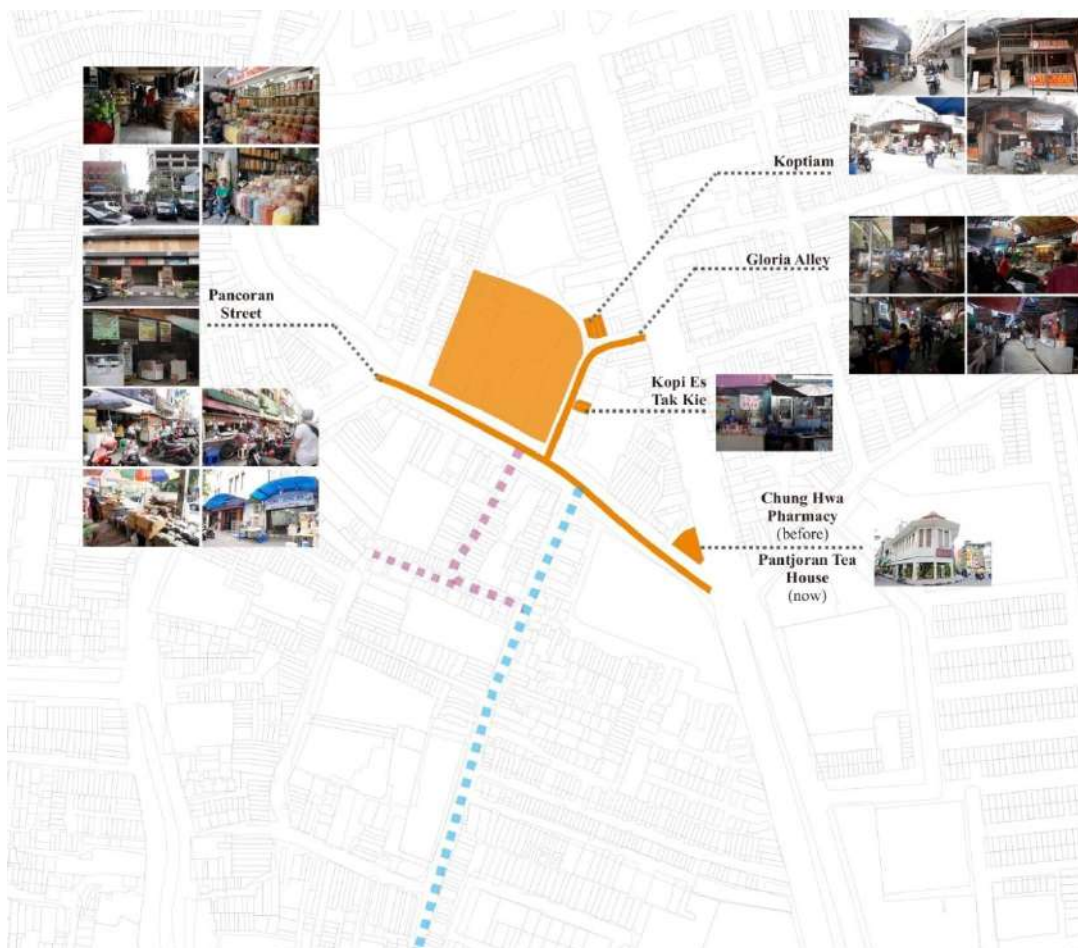 Koptiam
Gloria Alley
Pancoran
Street
Kopi Es
Tak Kie
Chung Hwa
Pharmacy
(before)
Pantjoran Tea
House
(now)